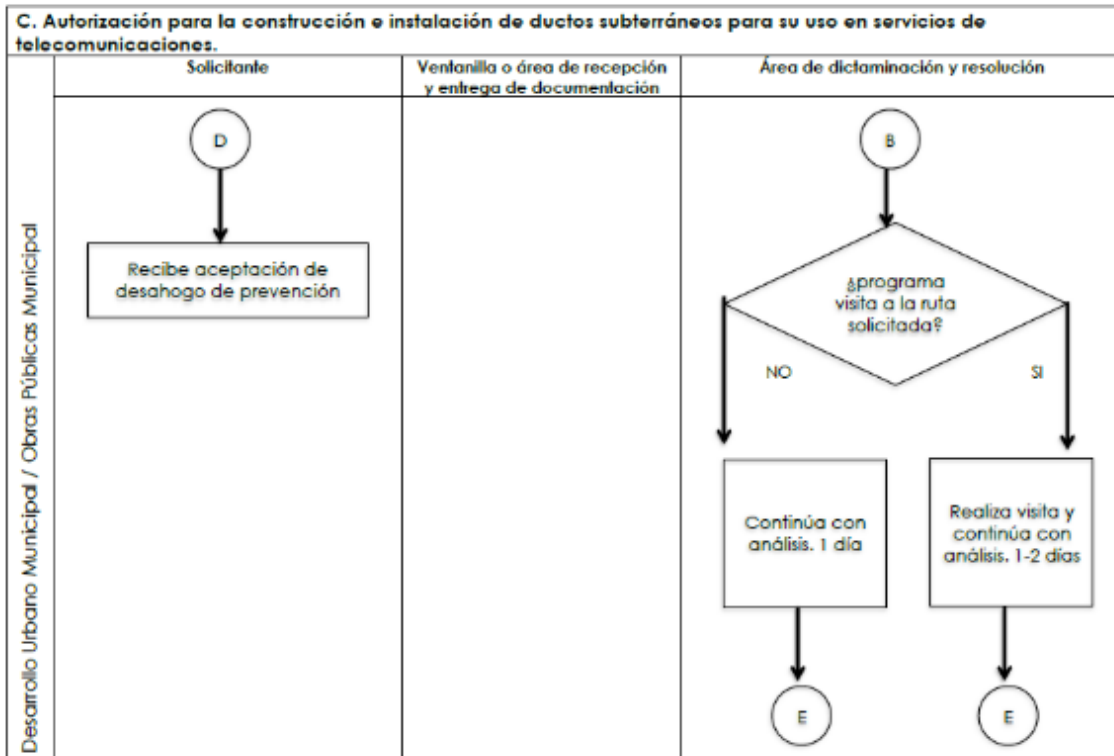 C. Autorización para la construcción e instalación de ductos subterráneos para su uso en servicios de
telecomunicaciones.
Solicitante
Ventanilla o área de recepción
y entrega de documentación
Área de dictaminación y resolución
Desarrollo Urbano Municipal / Obras Públicas Municipal
D
Recibe aceptación de
desahogo de prevención
B
¿programa
visita a la ruta
solicitada?
NO
SI
Continúa con
análisis. 1 día
Realiza visita y
continúa con
análisis. 1-2 días
E
E